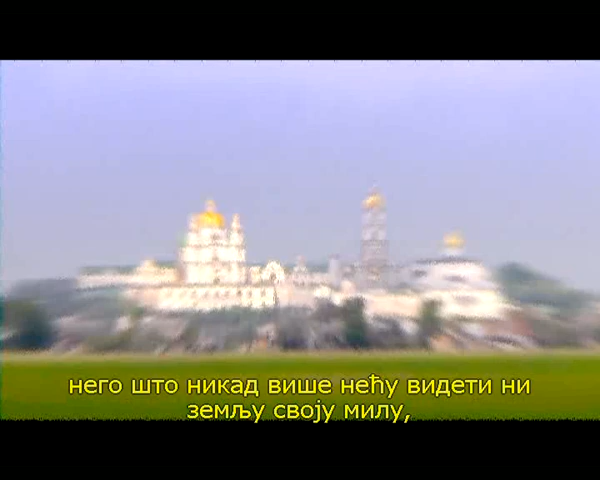 него што никад више нећу видети ни
земљу своју милу,